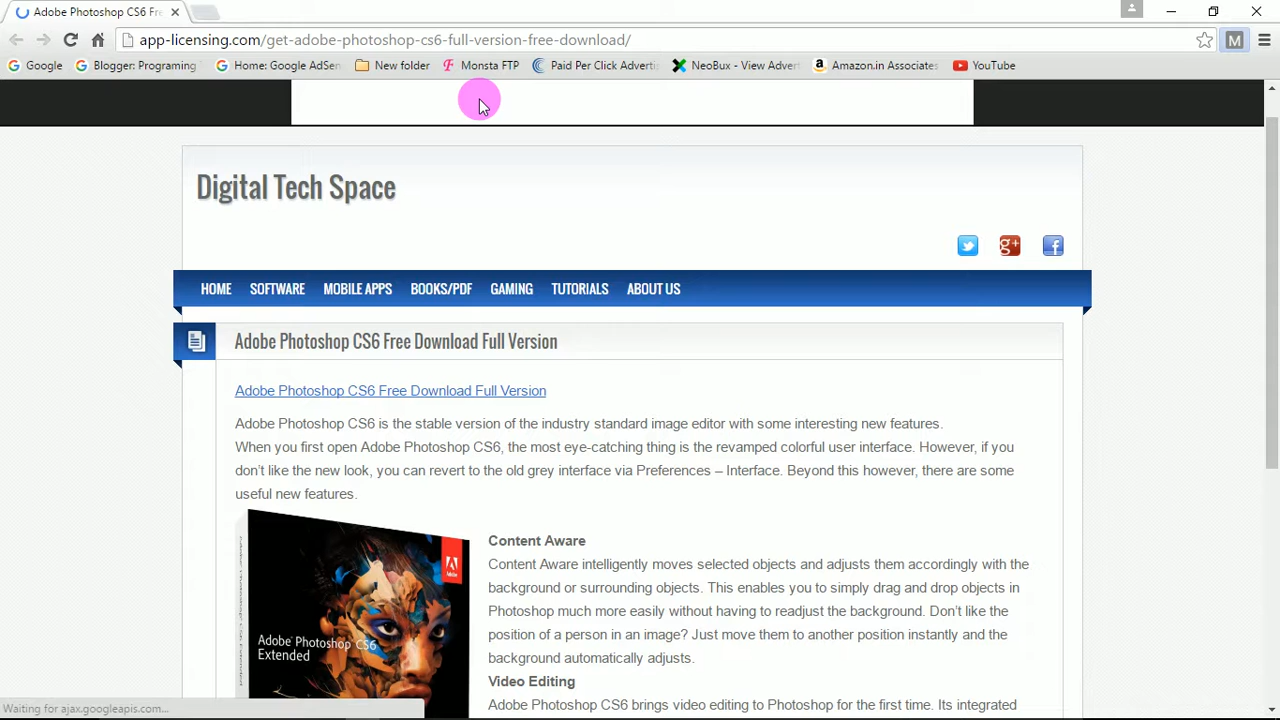 Adobe Photoshop CS6 Fre
app-licensing.com/get-adobe-photoshop-cs6-full-version-free-download/
M
Google
Blogger: Programing
Home: Google AdSen
New folder
Monsta FTP
Paid Per Click Adverti
NeoBux - View Advert
Amazon.in Associates
YouTube
Digital Tech Space
HOME SOFTWARE MOBILE APPS BOOKS/PDF GAMING TUTORIALS ABOUT US
Adobe Photoshop CS6 Free Download Full Version
Adobe Photoshop CS6 Free Download Full Version
Adobe Photoshop CS6 is the stable version of the industry standard image editor with some interesting new features.
When you first open Adobe Photoshop CS6, the most eye-catching thing is the revamped colorful user interface. However, if you
don't like the new look, you can revert to the old grey interface via Preferences – Interface. Beyond this however, there are some
useful new features.
Content Aware
Content Aware intelligently moves selected objects and adjusts them accordingly with the
background or surrounding objects. This enables you to simply drag and drop objects in
Photoshop much more easily without having to readjust the background. Don't like the
position of a person in an image? Just move them to another position instantly and the
background automatically adjusts.
Video Editing
Adobe Photoshop CS6 brings video editing to Photoshop for the first time. Its integrated
Adobe
Adobe® Photoshop® CS6
Extended
Waiting for ajax.googleapis.com...